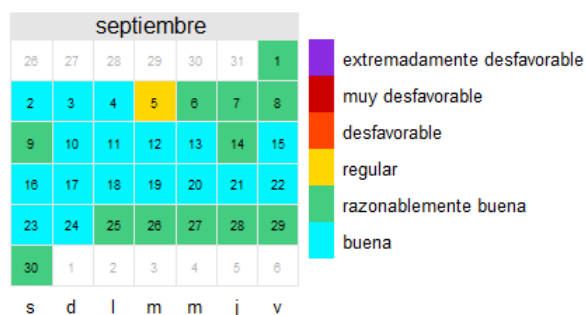 septiembre
26 27 28 29 30 31 1
2 3 4 5 6 7 8
9 10 11 12 13 14 15
16 17 18 19 20 21 22
23 24 25 26 27 28 29
30 1 2 3 4 5 6
s d l m m j v
extremadamente desfavorable
muy desfavorable
desfavorable
regular
razonablemente buena
buena